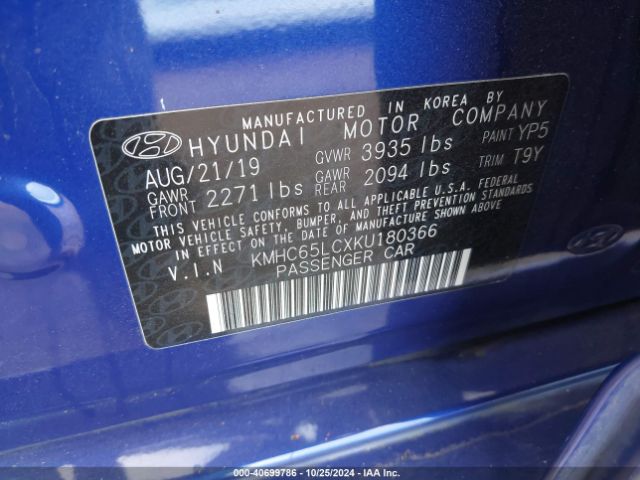 MANUFACTURED IN KOREA BY
HYUNDAI MOTOR COMPANY
AUG/21/19 GVWR 3935 lbs PAINT YP5
GAWR FRONT 2271 lbs GAWR REAR 2094 lbs TRIM T9Y
THIS VEHICLE CONFORMS TO ALL APPLICABLE U.S.A. FEDERAL
MOTOR VEHICLE SAFETY, BUMPER, AND THEFT PREVENTION STANDARDS
IN EFFECT ON THE DATE OF MANUFACTURE SHOWN ABOVE.
V.I.N KMHC65LCXKU180366
PASSENGER CAR
000-40699786 - 10/25/2024 - IAAI.COM